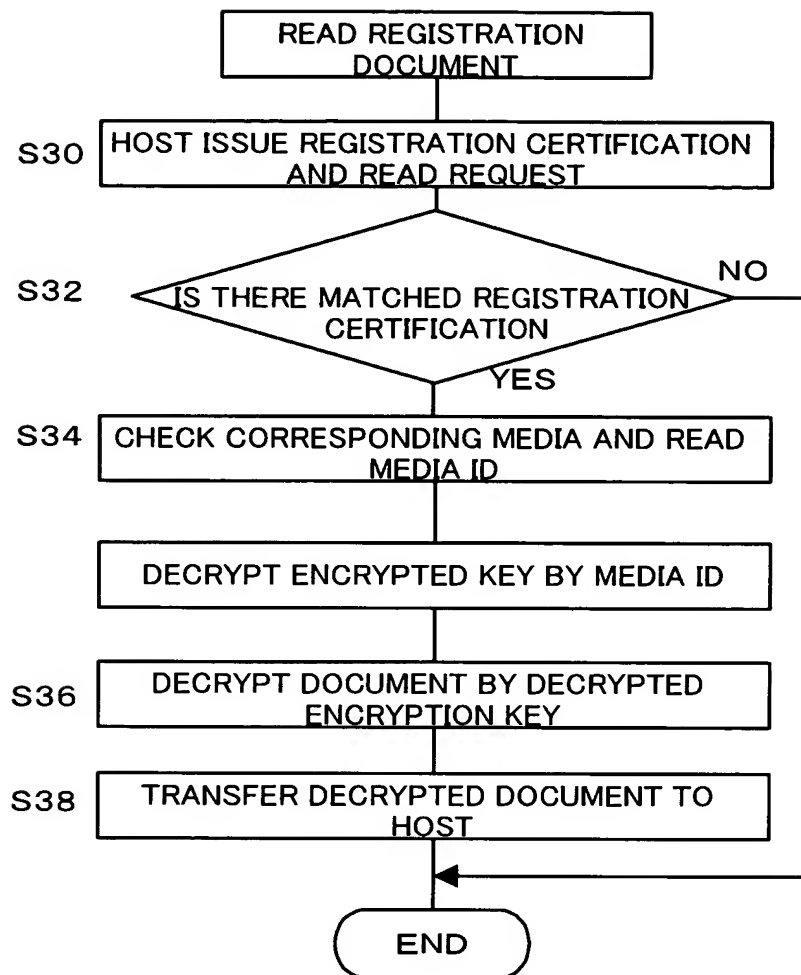 READ REGISTRATION
DOCUMENT
S30
HOST ISSUE REGISTRATION CERTIFICATION
AND READ REQUEST
S32
NO
IS THERE MATCHED REGISTRATION
CERTIFICATION
YES
S34
CHECK CORRESPONDING MEDIA AND READ
MEDIA ID
DECRYPT ENCRYPTED KEY BY MEDIA ID
S36
DECRYPT DOCUMENT BY DECRYPTED
ENCRYPTION KEY
S38
TRANSFER DECRYPTED DOCUMENT TO
HOST
END